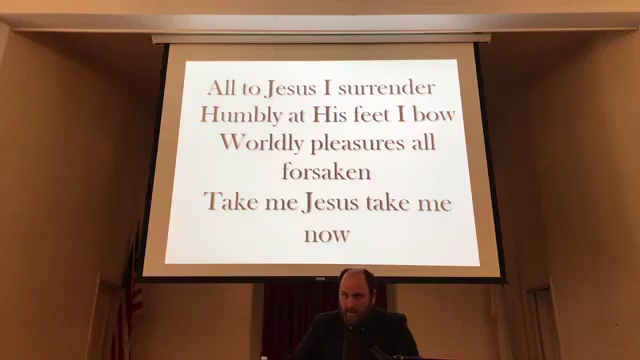 All to Jesus I surrender
Humbly at His feet I bow
Worldly pleasures all
forsaken
Take me Jesus take me
now